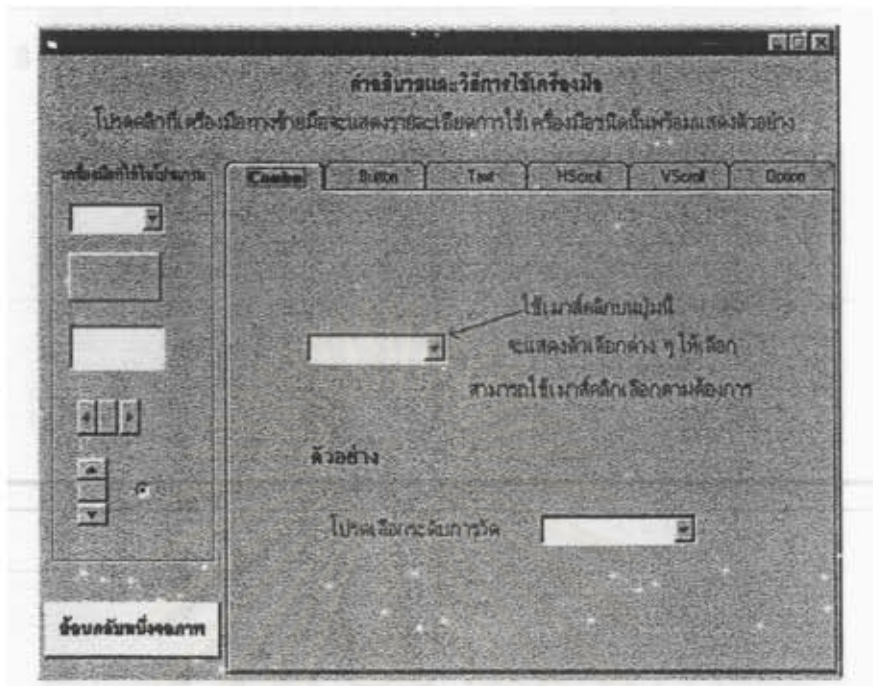 คำอธิบายและวิธีการใช้เครื่องมือ
โปรดคลิกที่เครื่องมือทางซ้ายมือจะแสดงรายละเอียดการใช้เครื่องมือชนิดนั้นพร้อมแสดงตัวอย่าง
เครื่องมือที่ใช้ในโปรแกรม
Combo Button Text HScroll VScroll Option
ใช้เมาส์คลิกบนปุ่มนี้
จะแสดงตัวเลือกต่าง ๆ ให้เลือก
สามารถใช้เมาส์คลิกเลือกตามต้องการ
ตัวอย่าง
โปรดเลือกระดับการวัด
ย้อนกลับหนึ่งจอภาพ